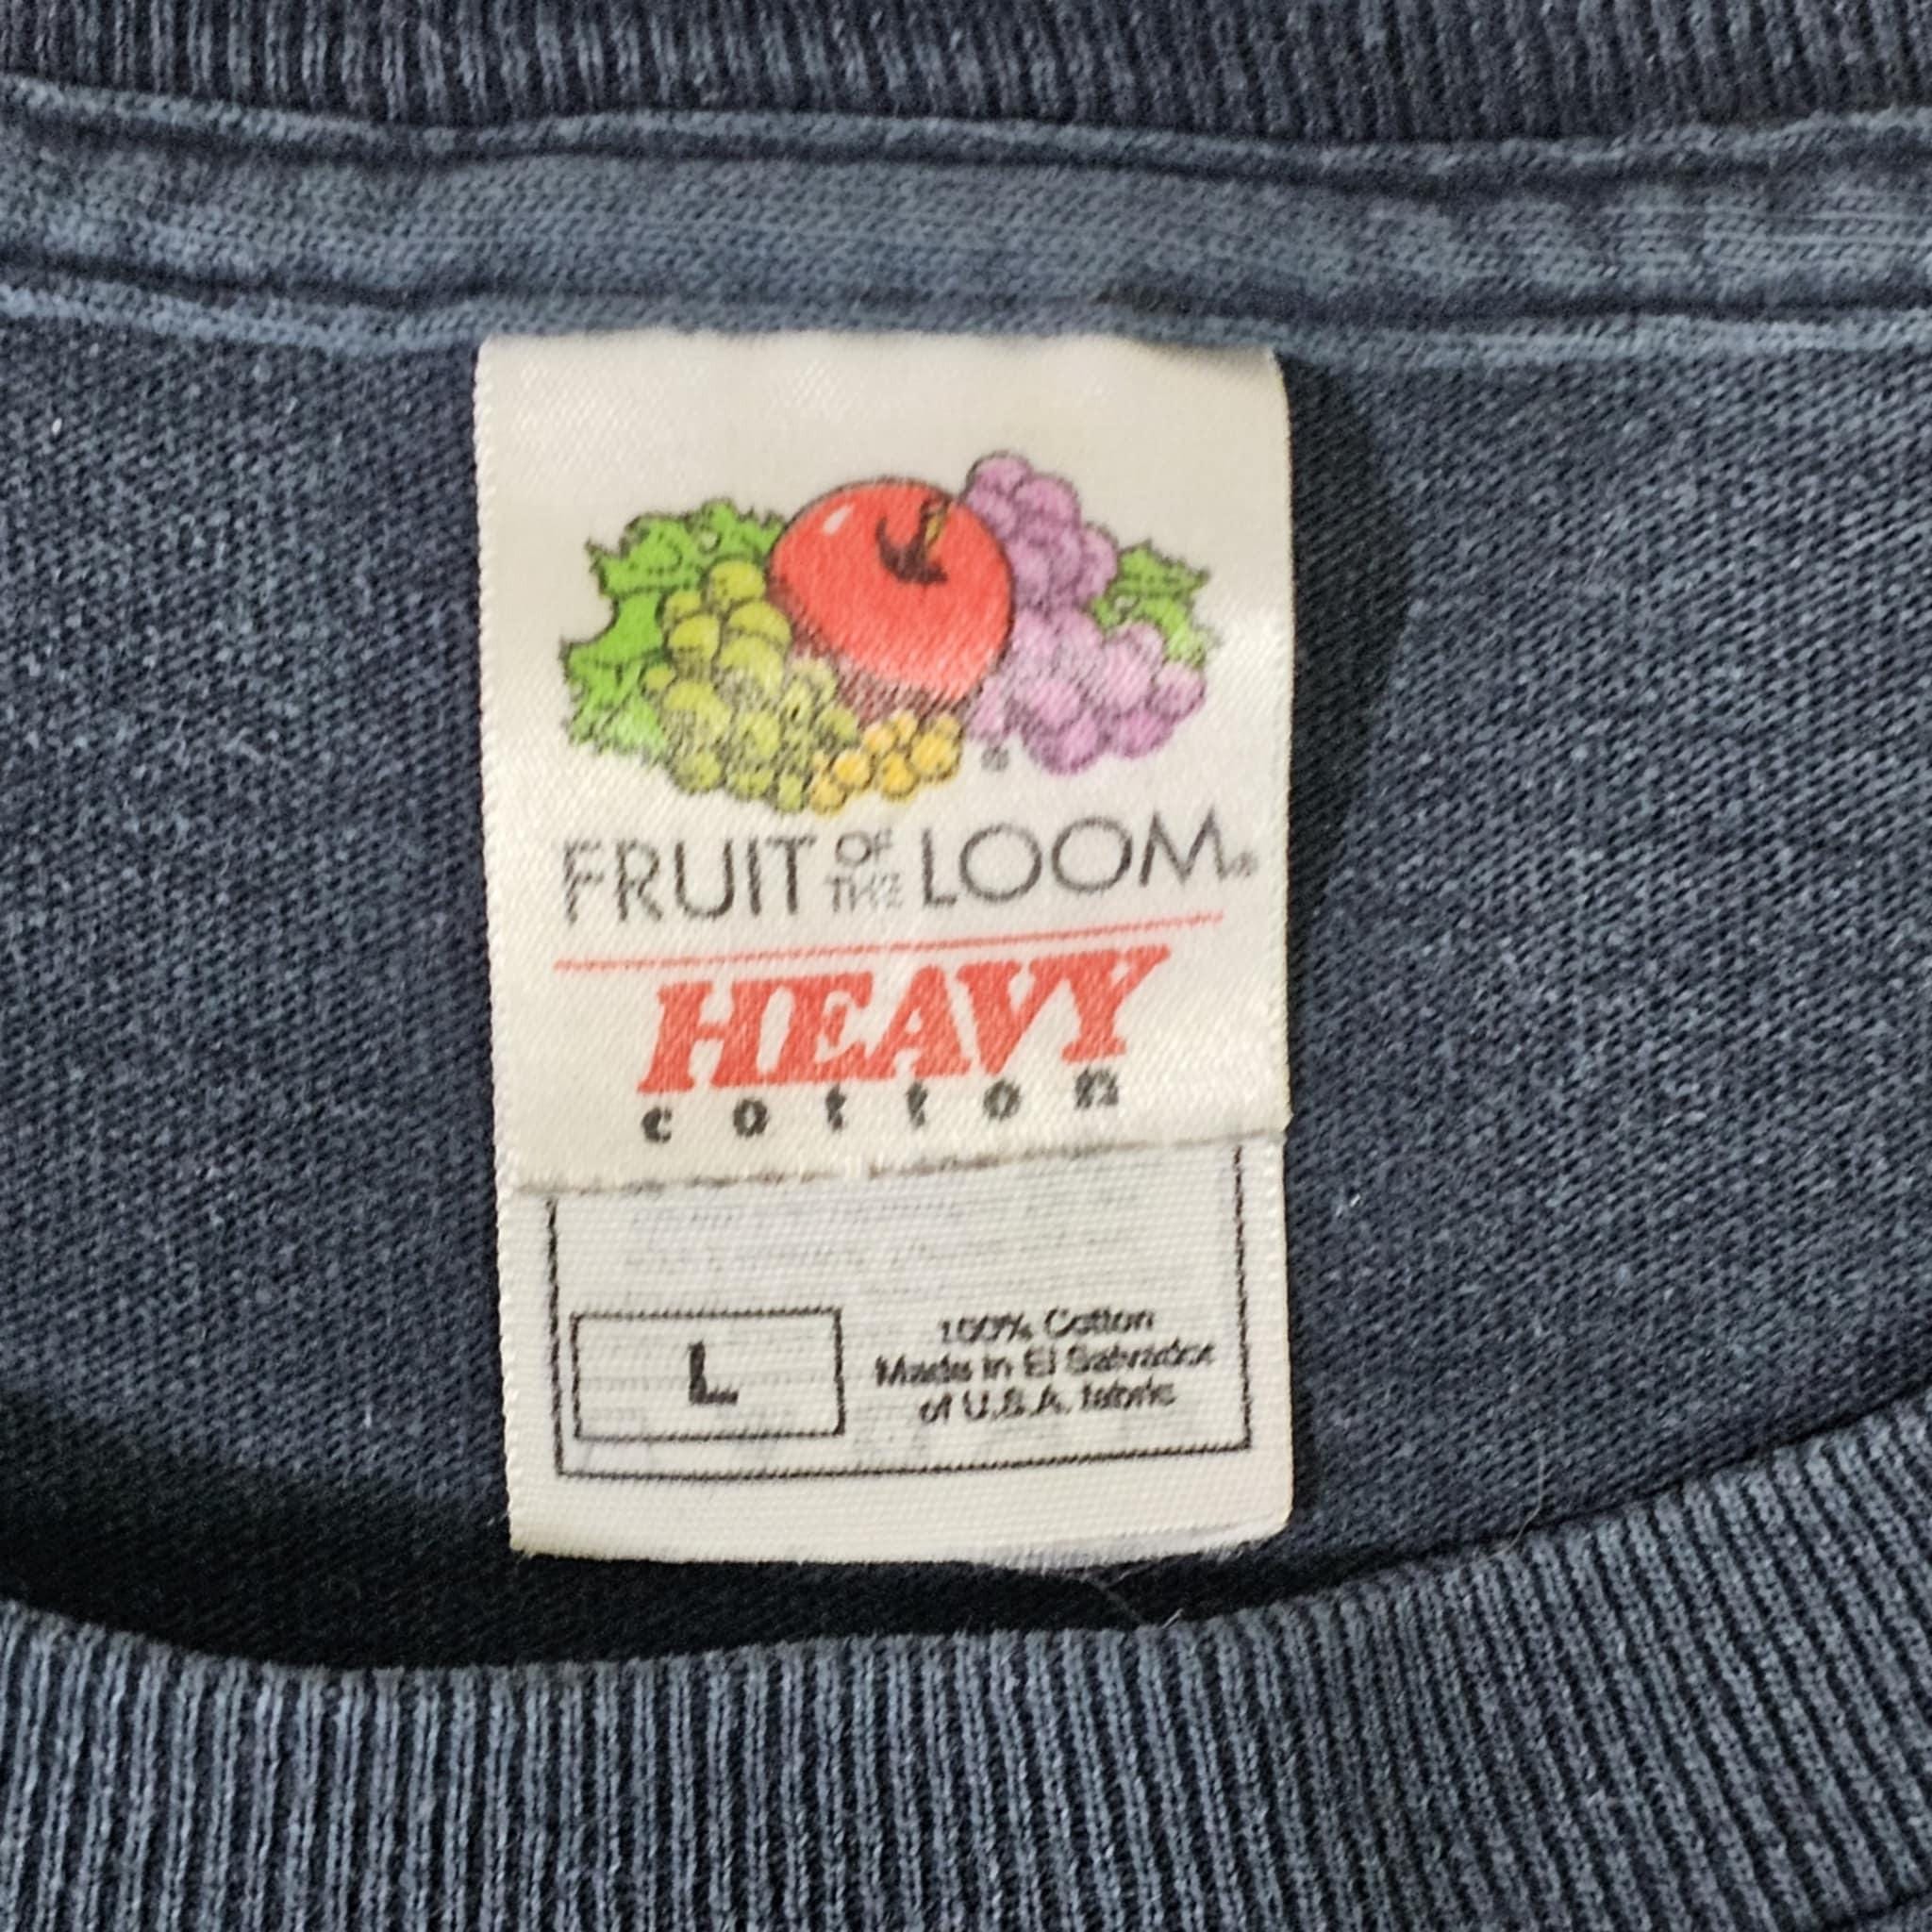 FRUIT OF THE LOOM®
HEAVY
cotton
L
100% Cotton
Made in El Salvador
of U.S.A. fabric